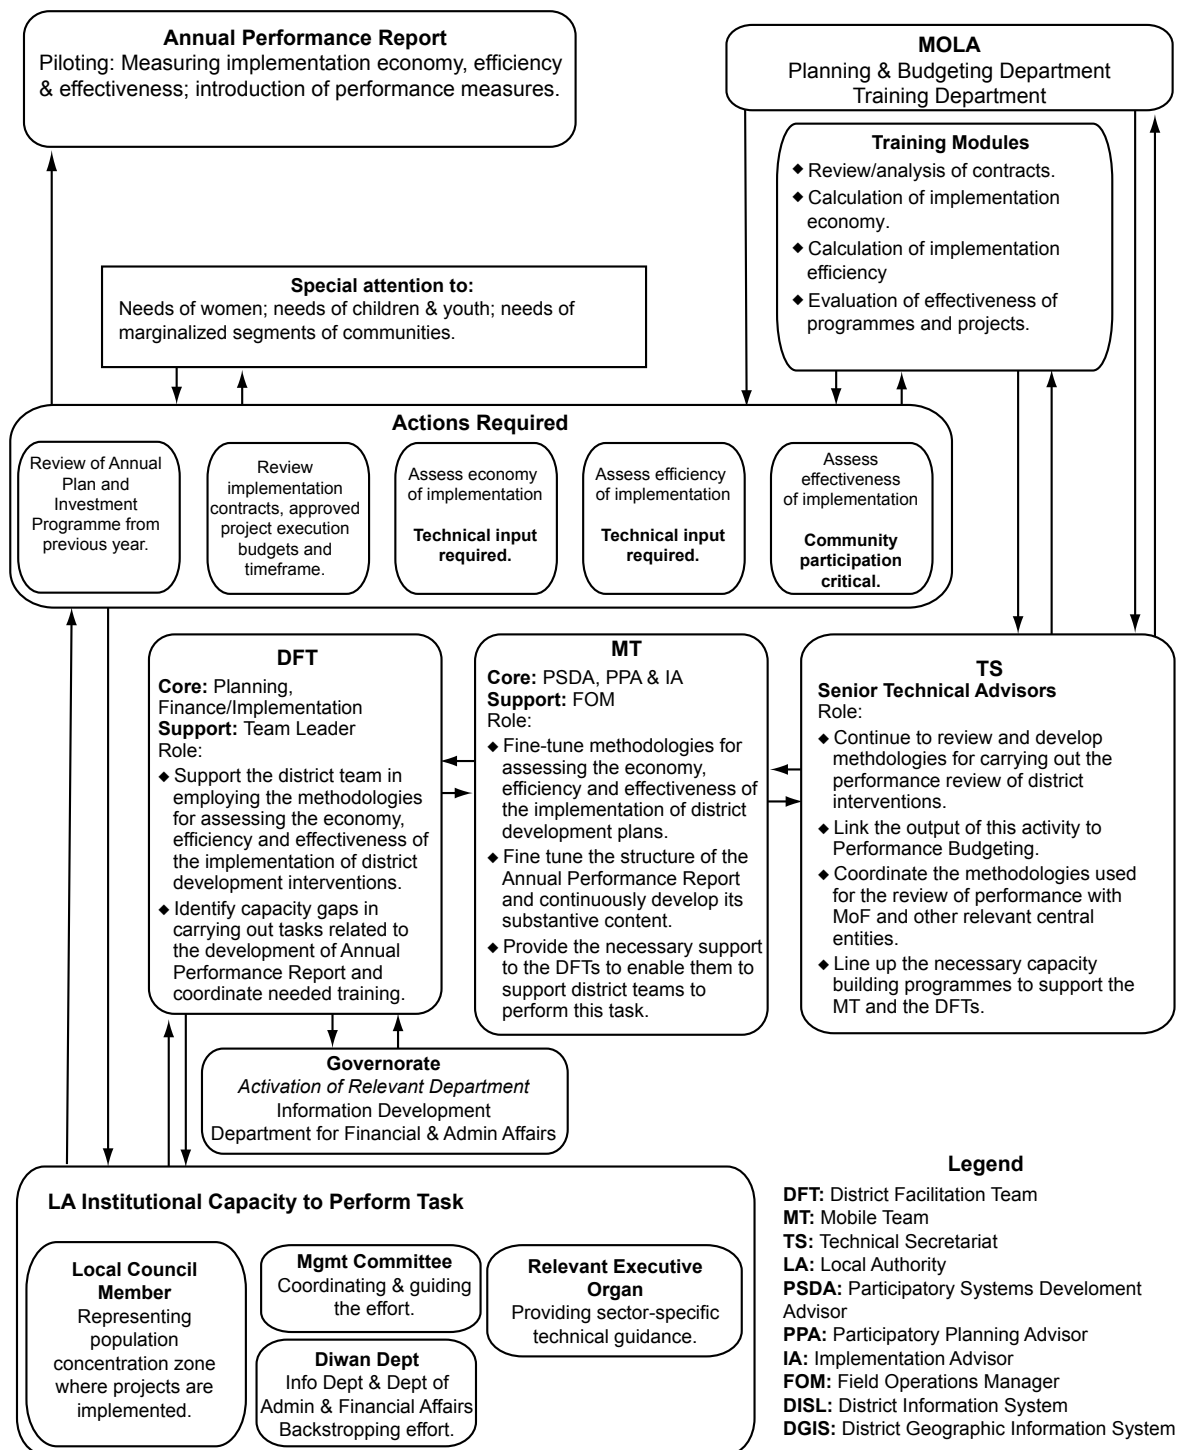 Annual Performance Report
Piloting: Measuring implementation economy, efficiency
& effectiveness; introduction of performance measures.
MOLA
Planning & Budgeting Department
Training Department
Training Modules
◆ Review/analysis of contracts.
◆ Calculation of implementation
economy.
◆ Calculation of implementation
efficiency
◆ Evaluation of effectiveness of
programmes and projects.
Special attention to:
Needs of women; needs of children & youth; needs of
marginalized segments of communities.
Actions Required
Review of Annual
Plan and
Investment
Programme from
previous year.
Review
implementation
contracts, approved
project execution
budgets and
timeframe.
Assess economy
of implementation
Technical input
required.
Assess efficiency
of implementation
Technical input
required.
Assess
effectiveness
of implementation
Community
participation
critical.
DFT
Core: Planning,
Finance/Implementation
Support: Team Leader
Role:
◆ Support the district team in
employing the methodologies
for assessing the economy,
efficiency and effectiveness of
the implementation of district
development interventions.
◆ Identify capacity gaps in
carrying out tasks related to
the development of Annual
Performance Report and
coordinate needed training.
MT
Core: PSDA, PPA & IA
Support: FOM
Role:
◆ Fine-tune methodologies for
assessing the economy,
efficiency and effectiveness
of the implementation of district
development plans.
◆ Fine tune the structure of the
Annual Performance Report
and continuously develop its
substantive content.
◆ Provide the necessary support
to the DFTs to enable them to
support district teams to
perform this task.
TS
Senior Technical Advisors
Role:
◆ Continue to review and develop
methdologies for carrying out the
performance review of district
interventions.
◆ Link the output of this activity to
Performance Budgeting.
◆ Coordinate the methodologies used
for the review of performance with
MoF and other relevant central
entities.
◆ Line up the necessary capacity
building programmes to support the
MT and the DFTs.
Governorate
Activation of Relevant Department
Information Development
Department for Financial & Admin Affairs
LA Institutional Capacity to Perform Task
Local Council
Member
Representing
population
concentration zone
where projects are
implemented.
Mgmt Committee
Coordinating & guiding
the effort.
Diwan Dept
Info Dept & Dept of
Admin & Financial Affairs
Backstropping effort.
Relevant Executive
Organ
Providing sector-specific
technical guidance.
Legend
DFT: District Facilitation Team
MT: Mobile Team
TS: Technical Secretariat
LA: Local Authority
PSDA: Participatory Systems Develoment
Advisor
PPA: Participatory Planning Advisor
IA: Implementation Advisor
FOM: Field Operations Manager
DISL: District Information System
DGIS: District Geographic Information System